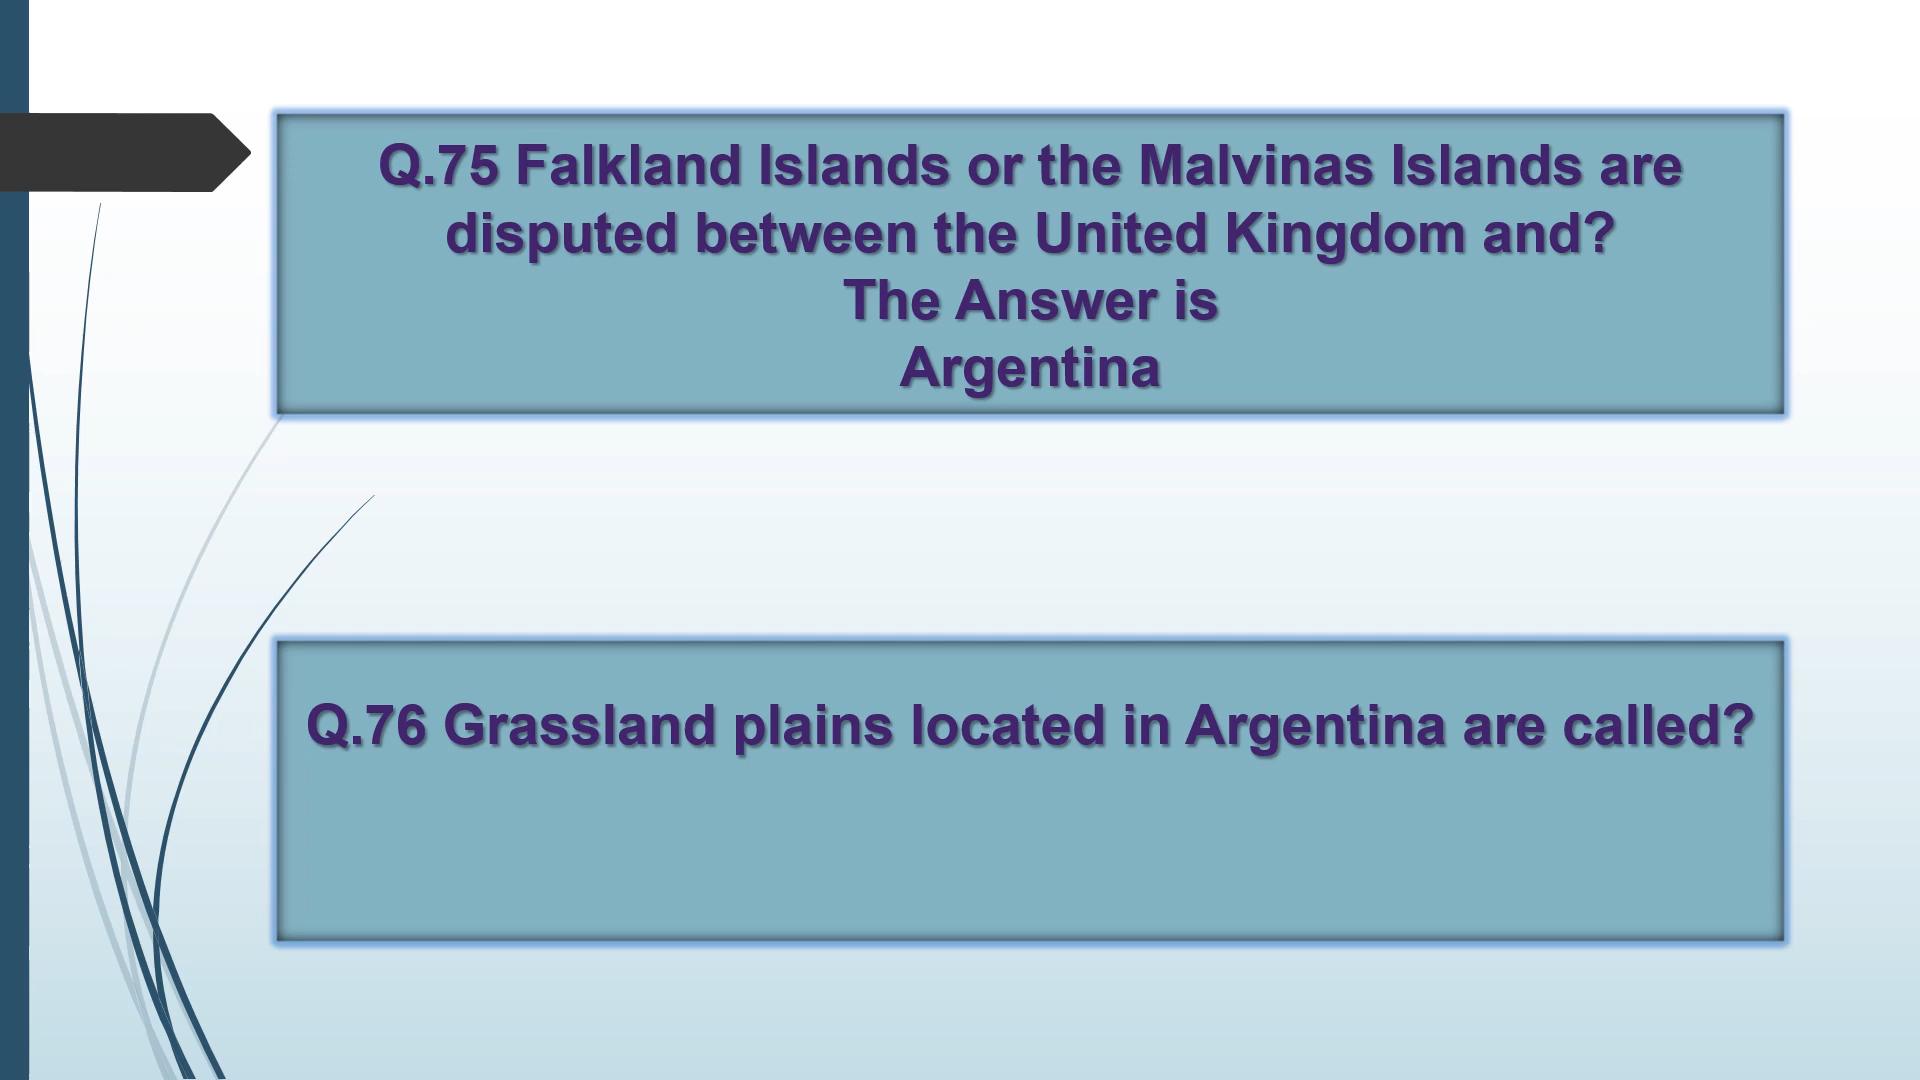 Q.75 Falkland Islands or the Malvinas Islands are
disputed between the United Kingdom and?
The Answer is
Argentina
Q.76 Grassland plains located in Argentina are called?